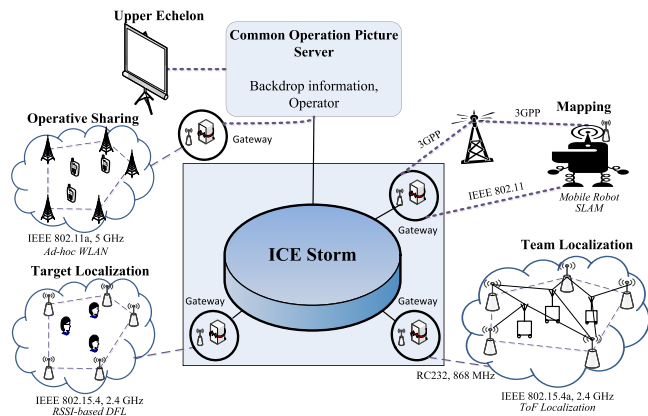 Upper Echelon
Common Operation Picture
Server
Backdrop information,
Operator
Operative Sharing
Gateway
3GPP
3GPP
Mapping
IEEE 802.11
Mobile Robot
SLAM
Gateway
IEEE 802.11a, 5 GHz
Ad-hoc WLAN
ICE Storm
Target Localization
Team Localization
Gateway
Gateway
RC232, 868 MHz
IEEE 802.15.4, 2.4 GHz
RSSI-based DFL
IEEE 802.15.4a, 2.4 GHz
ToF Localization